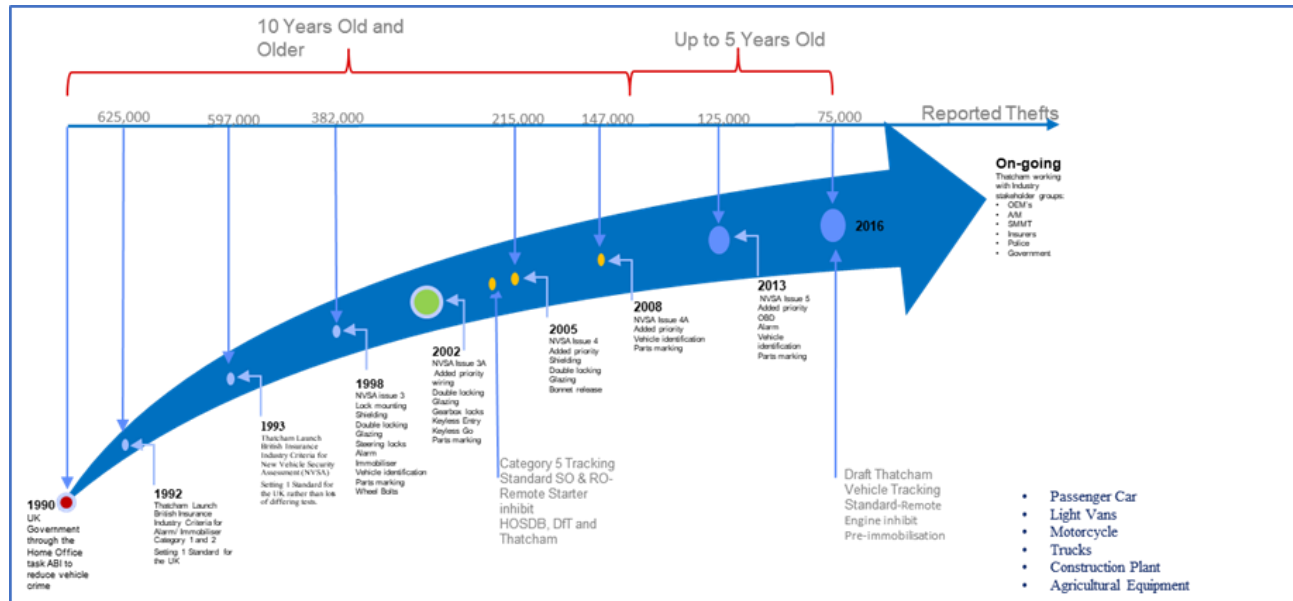 10 Years Old and
Older
Up to 5 Years Old
625,000
597,000
382,000
215,000
147,000
125,000
75,000
Reported Thefts
On-going
Thatcham working
with Industry
stakeholder groups:
• OEM's
• A/M
• SMMT
• Insurers
• Police
• Government
1990
UK
Government
through the
Home Office
task ABI to
reduce vehicle
crime
1992
Thatcham Launch
British Insurance
Industry Criteria for
Alarm/ Immobiliser
Category 1 and 2
Setting 1 Standard for
the UK
1993
Thatcham Launch
British Insurance
Industry Criteria for
New Vehicle Security
Assessment (NVSA)
Setting 1 Standard for
the UK rather than lots
of differing tests.
1998
NVSA issue 3
Lock mounting
Shielding
Double locking
Glazing
Steering locks
Alarm
Immobiliser
Vehicle identification
Parts marking
Wheel Bolts
2002
NVSA Issue 3A
Added priority
wiring
Double locking
Glazing
Gearbox locks
Keyless Entry
Keyless Go
Parts marking
Category 5 Tracking
Standard SO & RO-
Remote Starter
inhibit
HOSDB, DfT and
Thatcham
2005
NVSA Issue 4
Added priority
Shielding
Double locking
Glazing
Bonnet release
2008
NVSA Issue 4A
Added priority
Vehicle identification
Parts marking
2013
NVSA Issue 5
Added priority
OBD
Alarm
Vehicle
identification
Parts marking
2016
Draft Thatcham
Vehicle Tracking
Standard-Remote
Engine inhibit
Pre-immobilisation
• Passenger Car
• Light Vans
• Motorcycle
• Trucks
• Construction Plant
• Agricultural Equipment